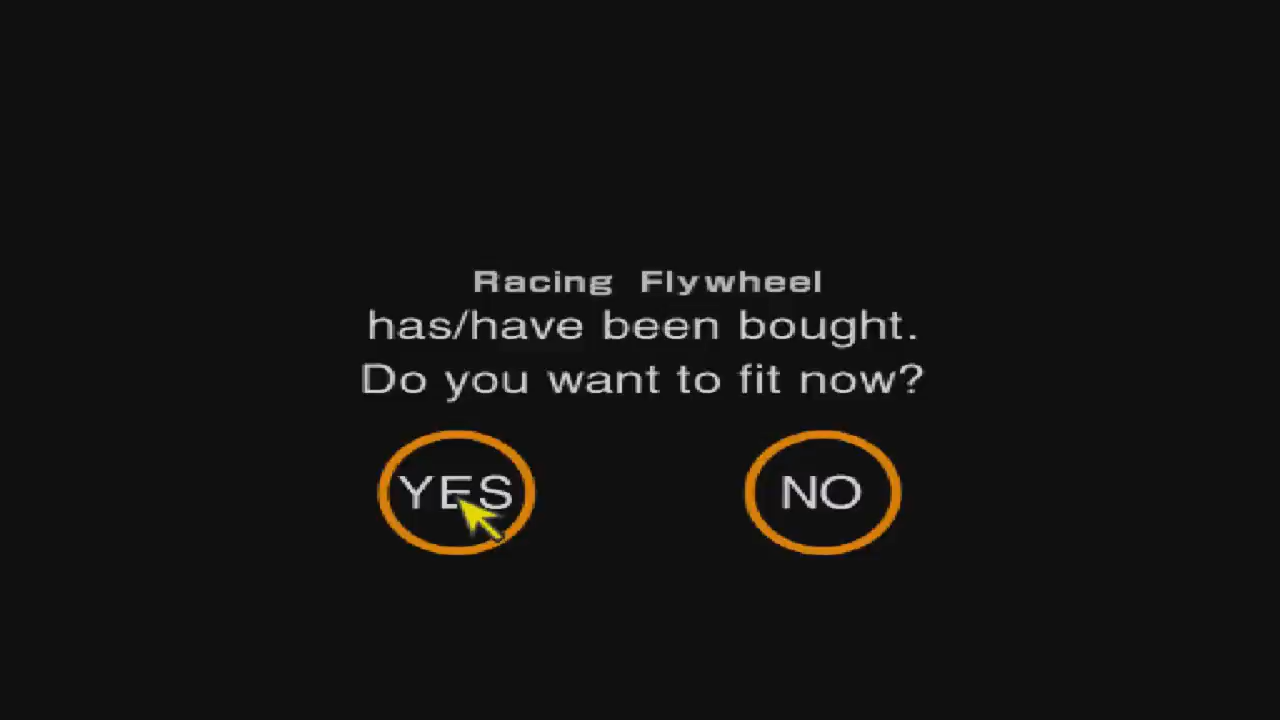 Racing Flywheel
has/have been bought.
Do you want to fit now?
YES NO